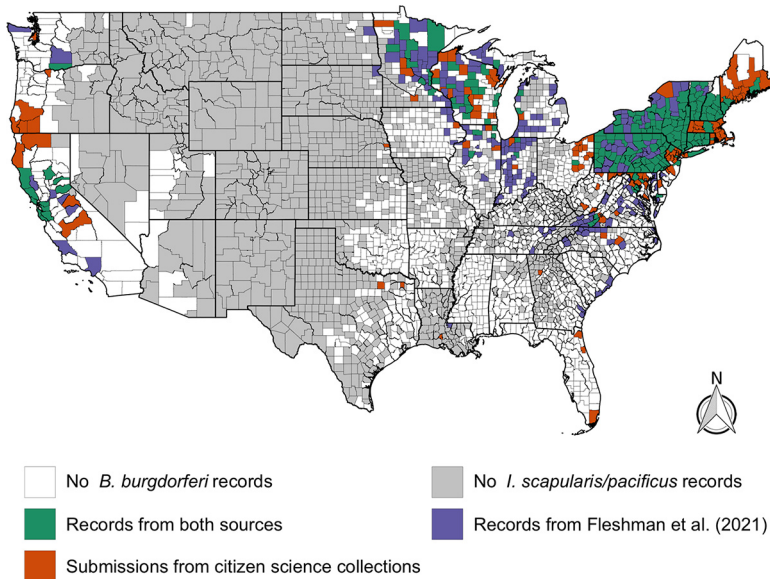 N
No B. burgdorferi records
No I. scapularis/pacificus records
Records from both sources
Records from Fleshman et al. (2021)
Submissions from citizen science collections